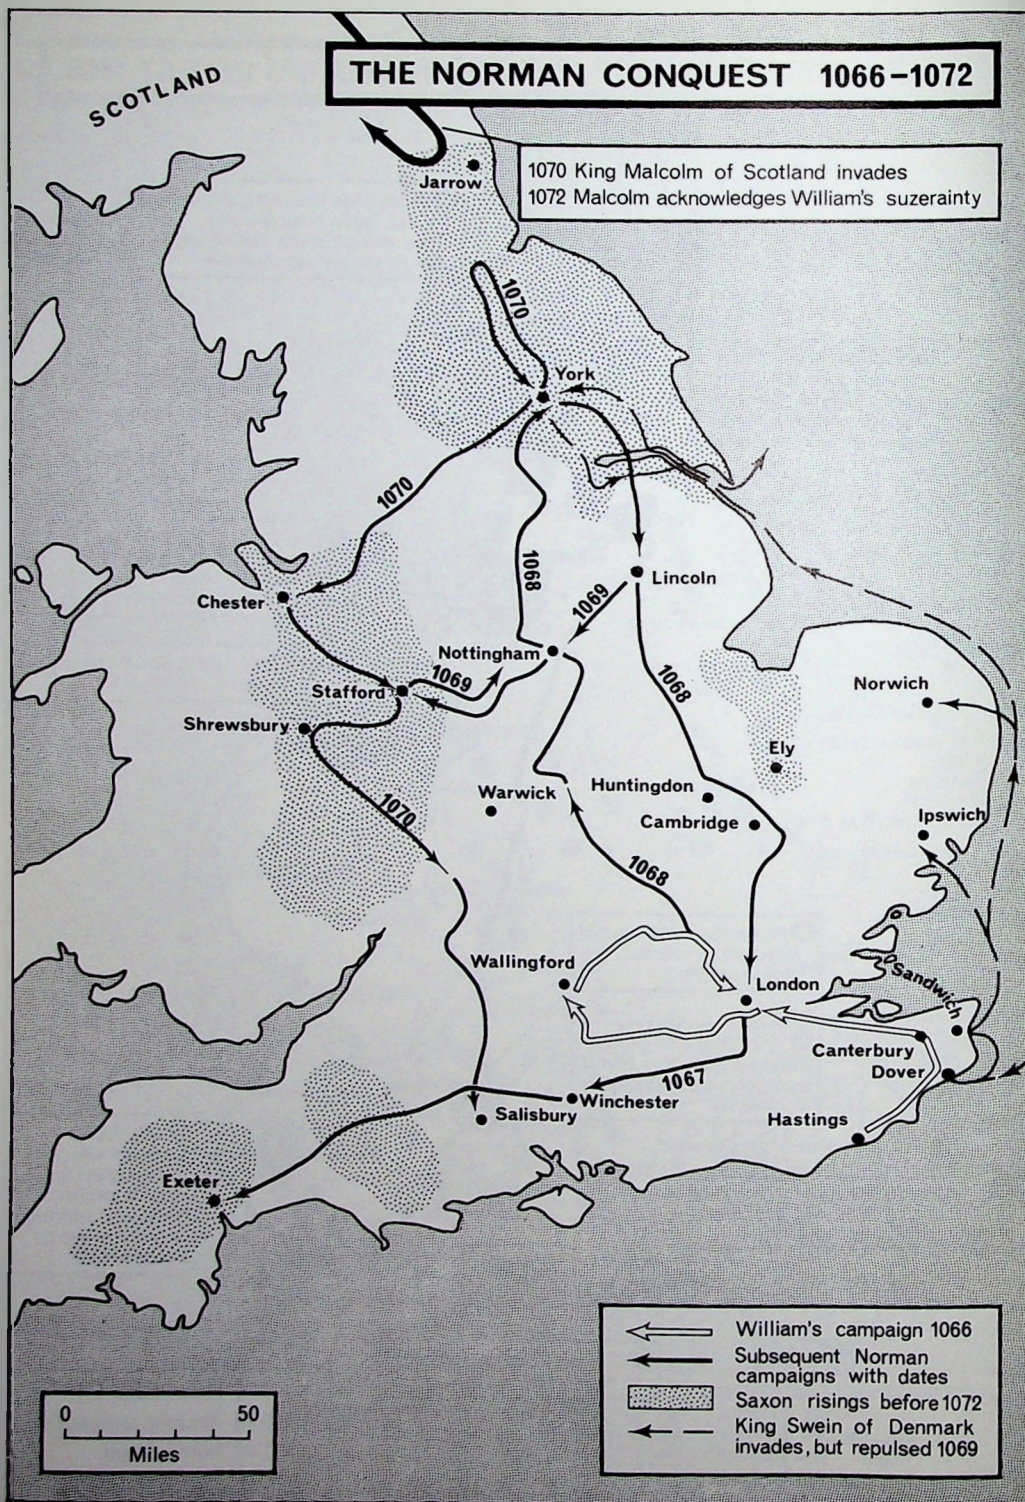 THE NORMAN CONQUEST 1066–1072
SCOTLAND
1070 King Malcolm of Scotland invades
1072 Malcolm acknowledges William's suzerainty
Jarrow
1070
York
1070
1068
Lincoln
1069
Chester
Nottingham
1069
Stafford
1068
Norwich
Shrewsbury
Ely
Warwick
Huntingdon
1070
Cambridge
Ipswich
1068
Wallingford
London
Sandwich
Canterbury
Dover
1067
Winchester
Salisbury
Hastings
Exeter
William's campaign 1066
Subsequent Norman
campaigns with dates
Saxon risings before 1072
King Swein of Denmark
invades, but repulsed 1069
0 50
Miles